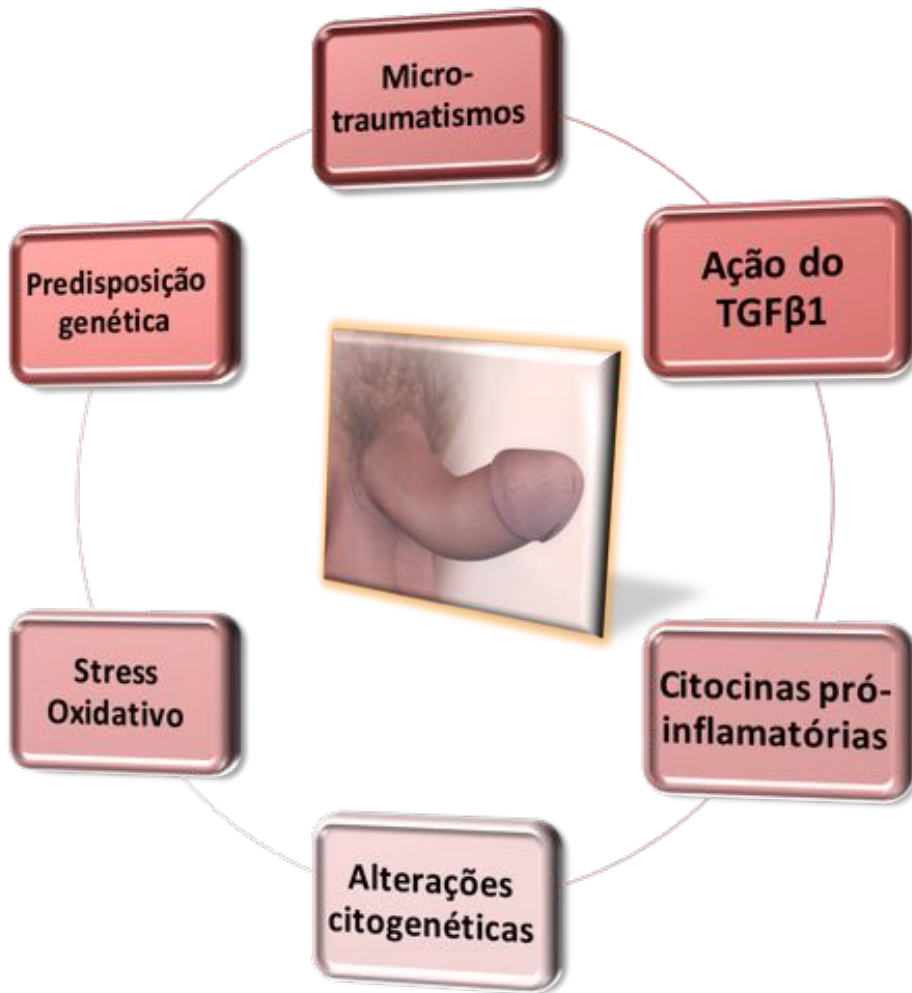 Micro-
traumatismos
Ação do
TGFβ1
Citocinas pró-
inflamatórias
Alterações
citogenéticas
Stress
Oxidativo
Predisposição
genética